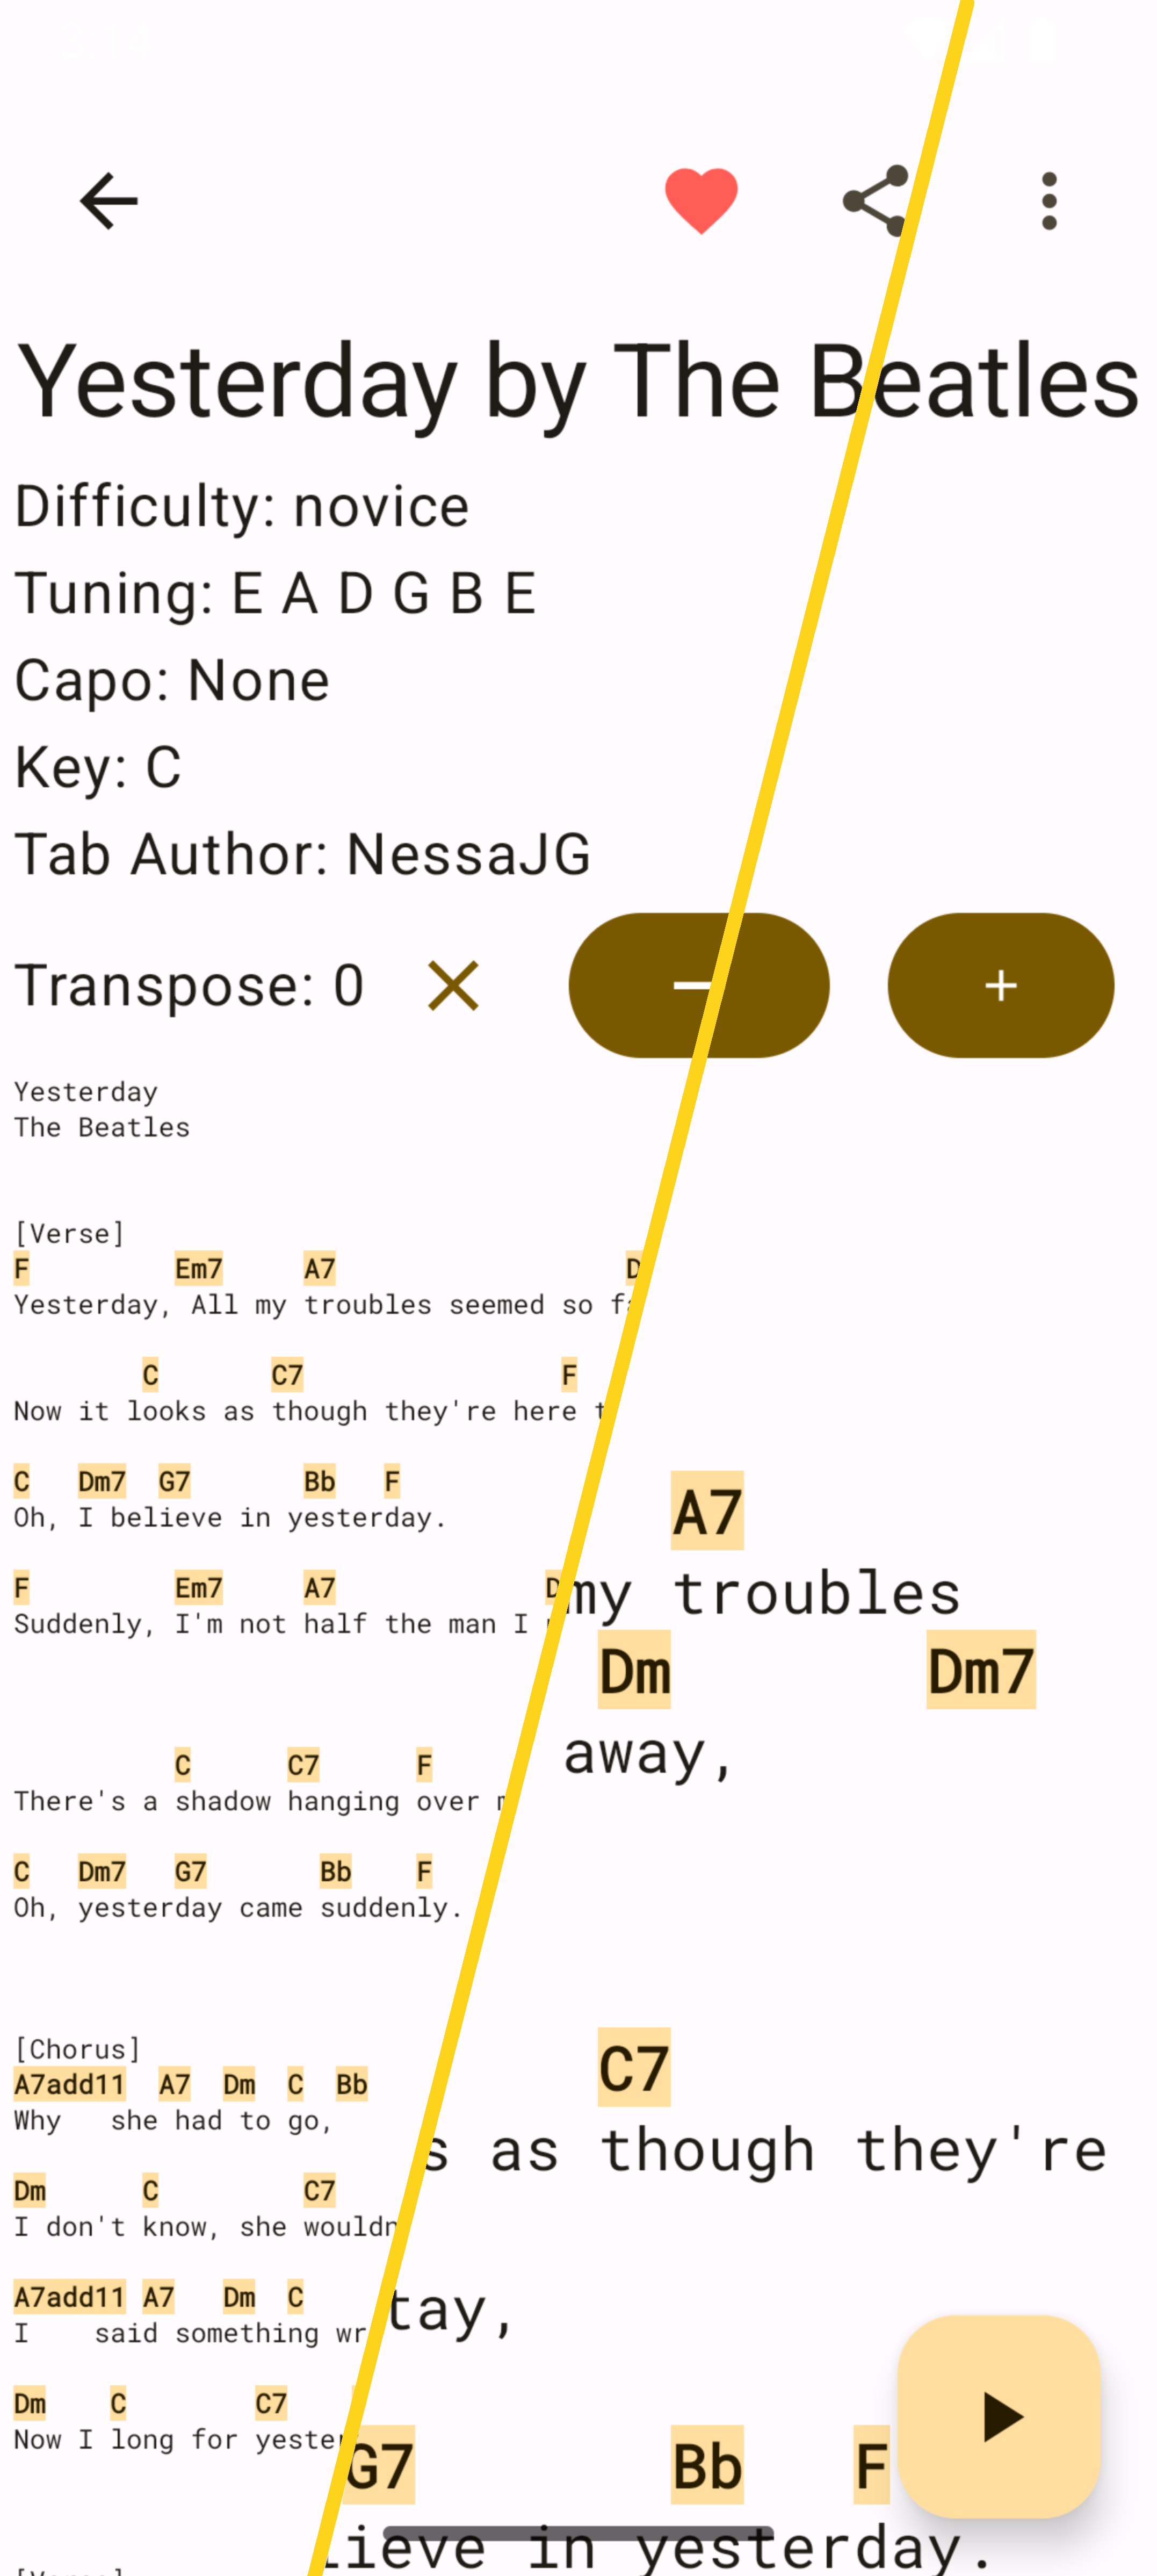 Yesterday by The Beatles
Difficulty: novice
Tuning: E A D G B E
Capo: None
Key: C
Tab Author: NessaJG
Transpose: 0
Yesterday
The Beatles
[Verse]
F Em7 A7 D
Yesterday, All my troubles seemed so fa
C C7 F
Now it looks as though they're here t
C Dm7 G7 Bb F
Oh, I believe in yesterday.
F Em7 A7 D
Suddenly, I'm not half the man I
C C7 F
There's a shadow hanging over m
C Dm7 G7 Bb F
Oh, yesterday came suddenly.
[Chorus]
A7add11 A7 Dm C Bb
Why she had to go,
Dm C C7
I don't know, she wouldn
A7add11 A7 Dm C
I said something wr
Dm C C7
Now I long for yester
A7
my troubles
Dm Dm7
away,
C7
s as though they're
tay,
G7 Bb F
lieve in yesterday.